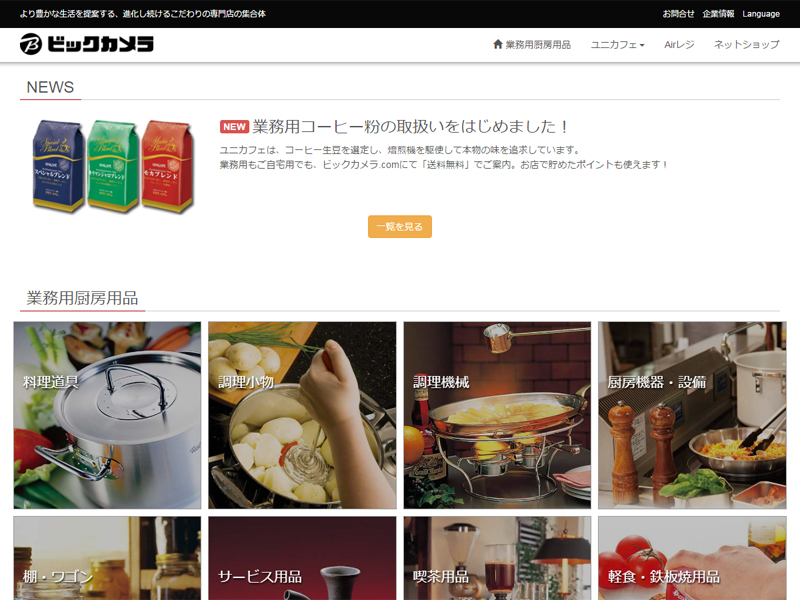 より豊かな生活を提案する、進化し続けるこだわりの専門店の集合体
お問合せ 企業情報 Language
ビックカメラ
業務用厨房用品 ユニカフェ Airレジ ネットショップ
NEWS
NEW 業務用コーヒー粉の取扱いをはじめました！
ユニカフェは、コーヒー生豆を選定し、焙煎機を駆使して本物の味を追求しています。
業務用もご自宅用でも、ビックカメラ.comにて「送料無料」でご案内。お店で貯めたポイントも使えます！
スペシャルブレンド
キリマンジァロブレンド
モカブレンド
一覧を見る
業務用厨房用品
料理道具
調理小物
調理機械
厨房機器・設備
棚・ワゴン
サービス用品
喫茶用品
軽食・鉄板焼用品